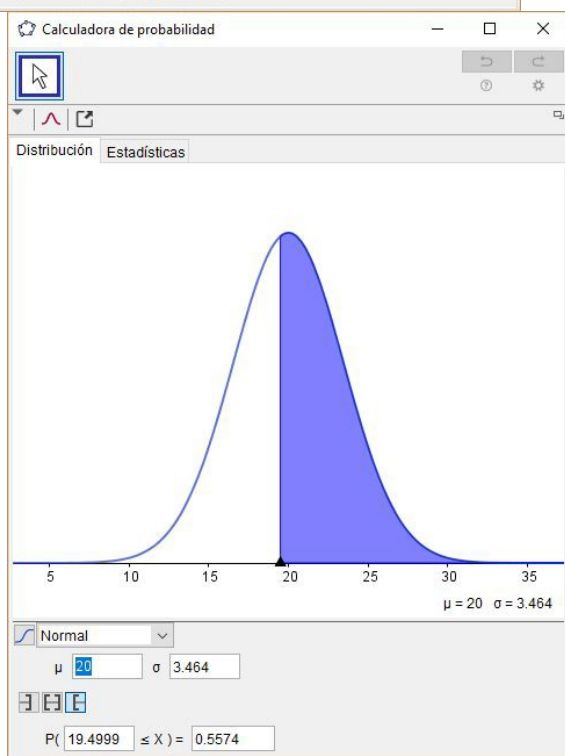 Calculadora de probabilidad
Distribución Estadísticas
5 10 15 20 25 30 35
μ = 20 σ = 3.464
Normal
μ 20 σ 3.464
P( 19.4999 ≤ X ) = 0.5574